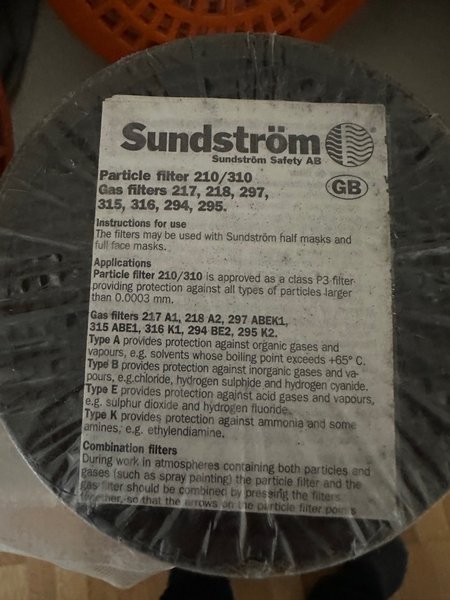 Sundström
Sundström Safety AB
GB
Particle filter 210/310
Gas filters 217, 218, 297,
315, 316, 294, 295.
Instructions for use
The filters may be used with Sundström half masks and
full face masks.
Applications
Particle filter 210/310 is approved as a class P3 filter
providing protection against all types of particles larger
than 0.0003 mm.
Gas filters 217 A1, 218 A2, 297 ABEK1,
315 ABE1, 316 K1, 294 BE2, 295 K2.
Type A provides protection against organic gases and
vapours, e.g. solvents whose boiling point exceeds +65° C.
Type B provides protection against inorganic gases and va-
pours, e.g.chloride, hydrogen sulphide and hydrogen cyanide.
Type E provides protection against acid gases and vapours,
e.g. sulphur dioxide and hydrogen fluoride.
Type K provides protection against ammonia and some
amines, e.g. ethylendiamine.
Combination filters
During work in atmospheres containing both particles and
gases (such as spray painting) the particle filter and the
gas filter should be combined by pressing the filters
together, so that the arrows on the particle filter points